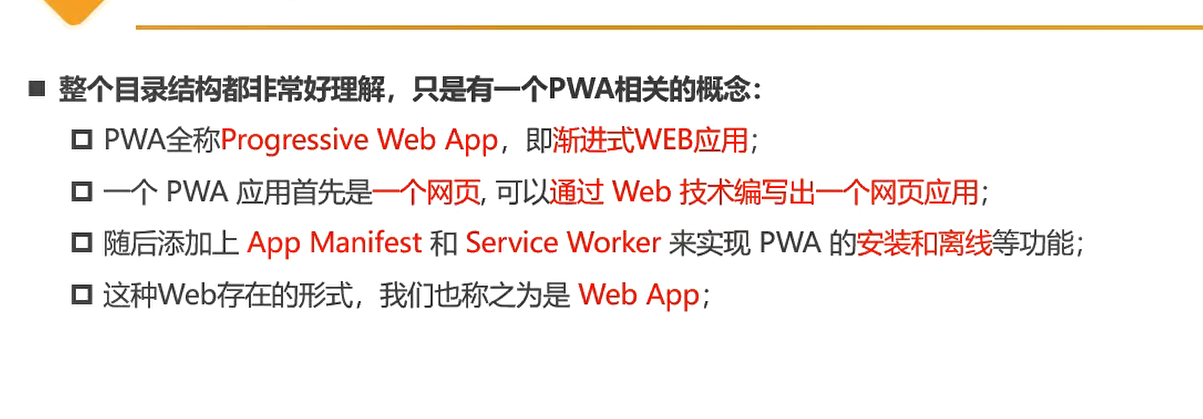 整个目录结构都非常好理解，只是有一个PWA相关的概念：
PWA全称Progressive Web App，即渐进式WEB应用；
一个 PWA 应用首先是一个网页, 可以通过 Web 技术编写出一个网页应用；
随后添加上 App Manifest 和 Service Worker 来实现 PWA 的安装和离线等功能；
这种Web存在的形式，我们也称之为是 Web App；